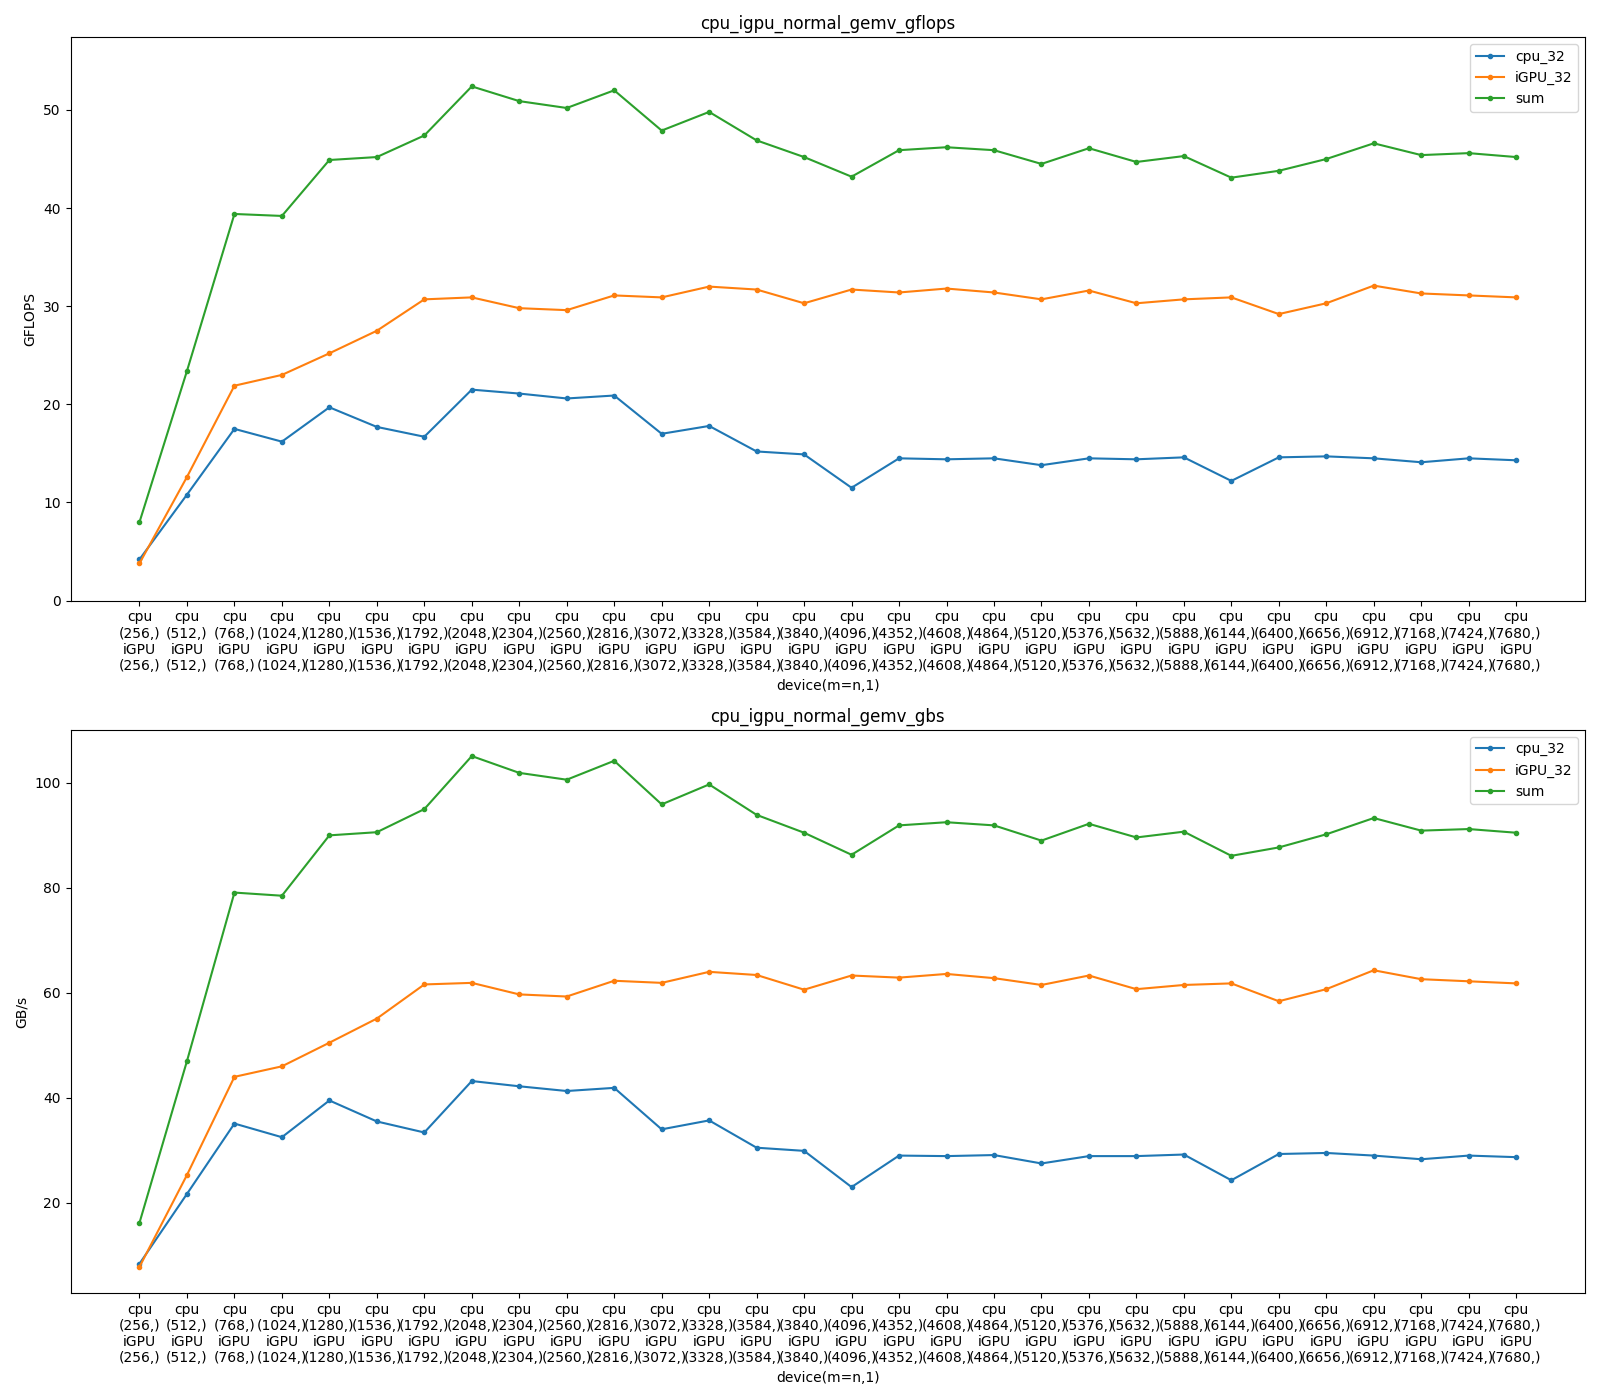 cpu_igpu_normal_gemv_gflops
cpu_32
iGPU_32
sum
50
40
30
20
10
0
GFLOPS
cpu cpu cpu cpu cpu cpu cpu cpu cpu cpu cpu cpu cpu cpu cpu cpu cpu cpu cpu cpu cpu cpu cpu cpu cpu cpu cpu cpu cpu cpu
(256,) (512,) (768,) (1024,) (1280,) (1536,) (1792,) (2048,) (2304,) (2560,) (2816,) (3072,) (3328,) (3584,) (3840,) (4096,) (4352,) (4608,) (4864,) (5120,) (5376,) (5632,) (5888,) (6144,) (6400,) (6656,) (6912,) (7168,) (7424,) (7680,)
iGPU iGPU iGPU iGPU iGPU iGPU iGPU iGPU iGPU iGPU iGPU iGPU iGPU iGPU iGPU iGPU iGPU iGPU iGPU iGPU iGPU iGPU iGPU iGPU iGPU iGPU iGPU iGPU iGPU iGPU
(256,) (512,) (768,) (1024,) (1280,) (1536,) (1792,) (2048,) (2304,) (2560,) (2816,) (3072,) (3328,) (3584,) (3840,) (4096,) (4352,) (4608,) (4864,) (5120,) (5376,) (5632,) (5888,) (6144,) (6400,) (6656,) (6912,) (7168,) (7424,) (7680,)
device(m=n,1)
cpu_igpu_normal_gemv_gbs
cpu_32
iGPU_32
sum
100
80
60
40
20
GB/s
cpu cpu cpu cpu cpu cpu cpu cpu cpu cpu cpu cpu cpu cpu cpu cpu cpu cpu cpu cpu cpu cpu cpu cpu cpu cpu cpu cpu cpu cpu
(256,) (512,) (768,) (1024,) (1280,) (1536,) (1792,) (2048,) (2304,) (2560,) (2816,) (3072,) (3328,) (3584,) (3840,) (4096,) (4352,) (4608,) (4864,) (5120,) (5376,) (5632,) (5888,) (6144,) (6400,) (6656,) (6912,) (7168,) (7424,) (7680,)
iGPU iGPU iGPU iGPU iGPU iGPU iGPU iGPU iGPU iGPU iGPU iGPU iGPU iGPU iGPU iGPU iGPU iGPU iGPU iGPU iGPU iGPU iGPU iGPU iGPU iGPU iGPU iGPU iGPU iGPU
(256,) (512,) (768,) (1024,) (1280,) (1536,) (1792,) (2048,) (2304,) (2560,) (2816,) (3072,) (3328,) (3584,) (3840,) (4096,) (4352,) (4608,) (4864,) (5120,) (5376,) (5632,) (5888,) (6144,) (6400,) (6656,) (6912,) (7168,) (7424,) (7680,)
device(m=n,1)